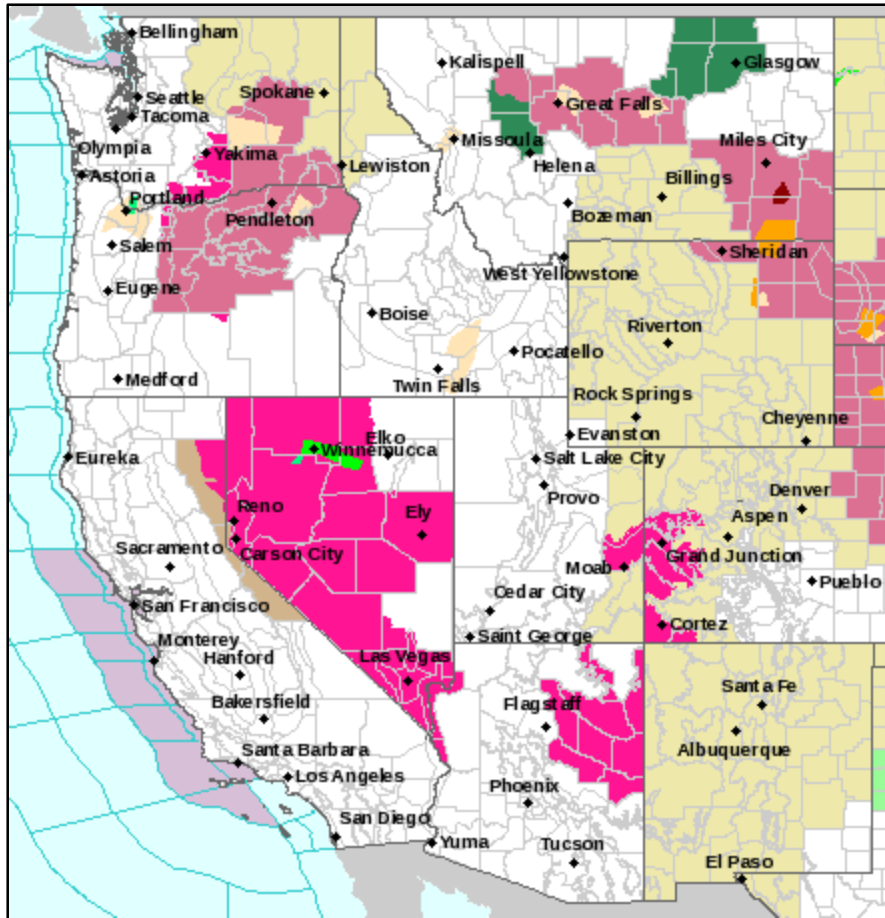 Bellingham
Kalispell
Glasgow
Spokane
Seattle
Great Falls
Tacoma
Miles City
Olympia
Yakima
Missoula
Helena
Lewiston
Astoria
Billings
Portland
Pendleton
Bozeman
Salem
Sheridan
West Yellowstone
Eugene
Boise
Riverton
Pocatello
Medford
Twin Falls
Rock Springs
Cheyenne
Elko
Evanston
Winnemucca
Eureka
Salt Lake City
Denver
Provo
Reno
Ely
Aspen
Sacramento
Carson City
Grand Junction
Moab
Pueblo
Cedar City
San Francisco
Cortez
Monterey
Saint George
Hanford
Las Vegas
Santa Fe
Bakersfield
Flagstaff
Albuquerque
Santa Barbara
Los Angeles
Phoenix
San Diego
Yuma
Tucson
El Paso